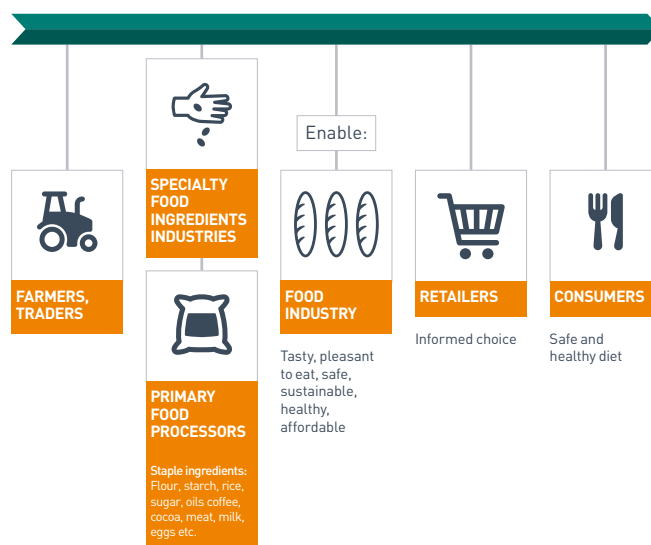 FARMERS,
TRADERS
SPECIALTY
FOOD
INGREDIENTS
INDUSTRIES
PRIMARY
FOOD
PROCESSORS
Staple ingredients:
Flour, starch, rice,
sugar, oils coffee,
cocoa, meat, milk,
eggs etc.
Enable:
FOOD
INDUSTRY
Tasty, pleasant
to eat, safe,
sustainable,
healthy,
affordable
RETAILERS
Informed choice
CONSUMERS
Safe and
healthy diet